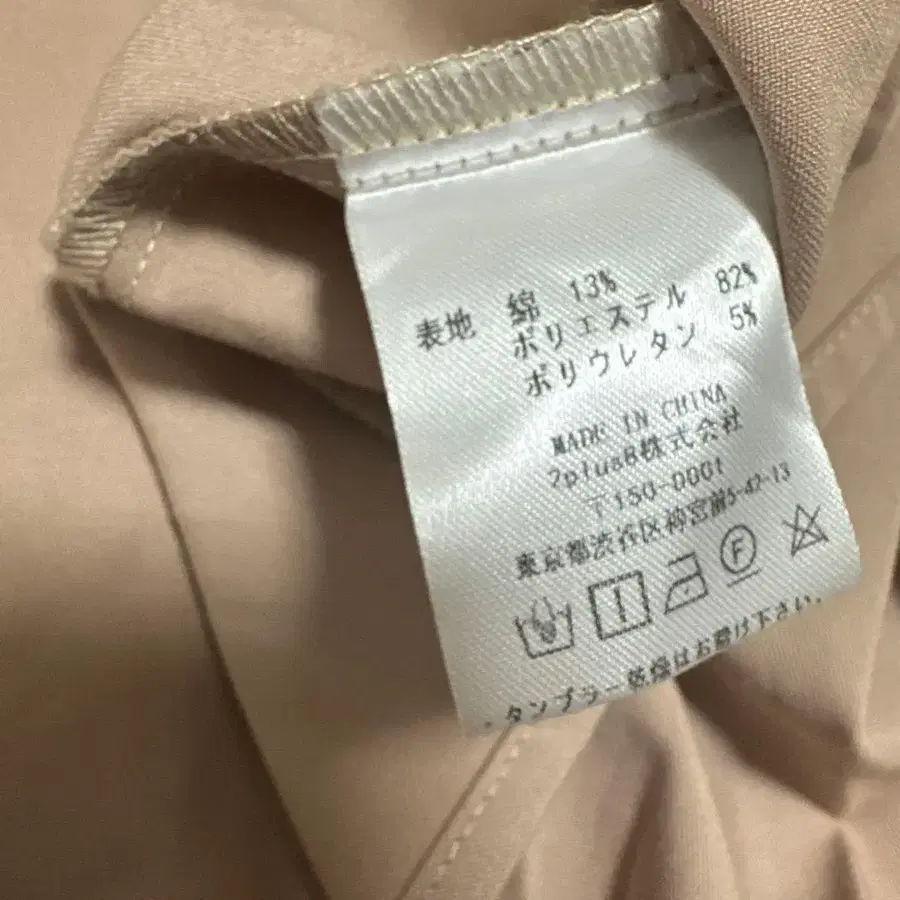 表地 綿 13%
ポリエステル 82%
ポリウレタン 5%
MADE IN CHINA
2plus8株式会社
〒150-0001
東京都渋谷区神宮前5-42-13
F
・タンブラー乾燥はお避け下さい.